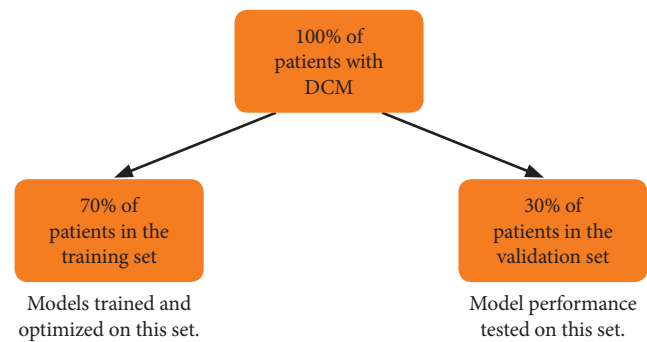 100% of
patients with
DCM
70% of
patients in the
training set
30% of
patients in the
validation set
Models trained and
optimized on this set.
Model performance
tested on this set.